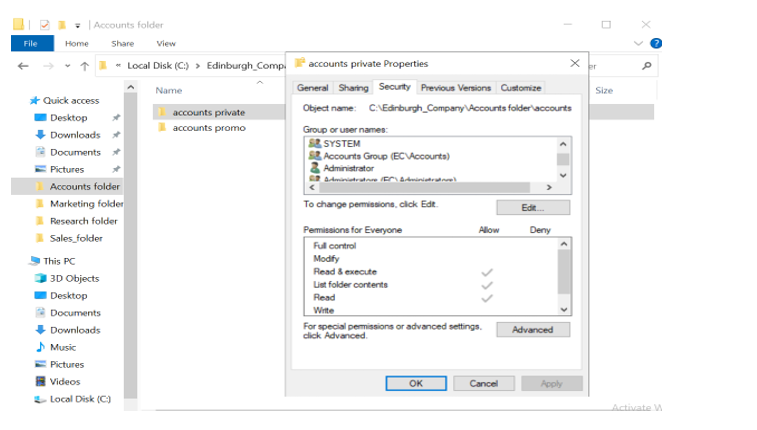 Accounts folder
File Home Share View
Local Disk (C:) > Edinburgh_Comp
er
Quick access
Desktop
Downloads
Documents
Pictures
Accounts folder
Marketing folder
Research folder
Sales_folder
This PC
3D Objects
Desktop
Documents
Downloads
Music
Pictures
Videos
Local Disk (C:)
Name
Size
accounts private
accounts promo
accounts private Properties
General Sharing Security Previous Versions Customize
Object name: C:\Edinburgh_Company\Accounts folder\accounts
Group or user names:
SYSTEM
Accounts Group (EC\Accounts)
Administrator
Administrators (EC\Administrators)
To change permissions, click Edit.
Edit...
Permissions for Everyone Allow Deny
Full control
Modify
Read & execute
List folder contents
Read
Write
For special permissions or advanced settings,
click Advanced.
Advanced
OK Cancel Apply
Activate W